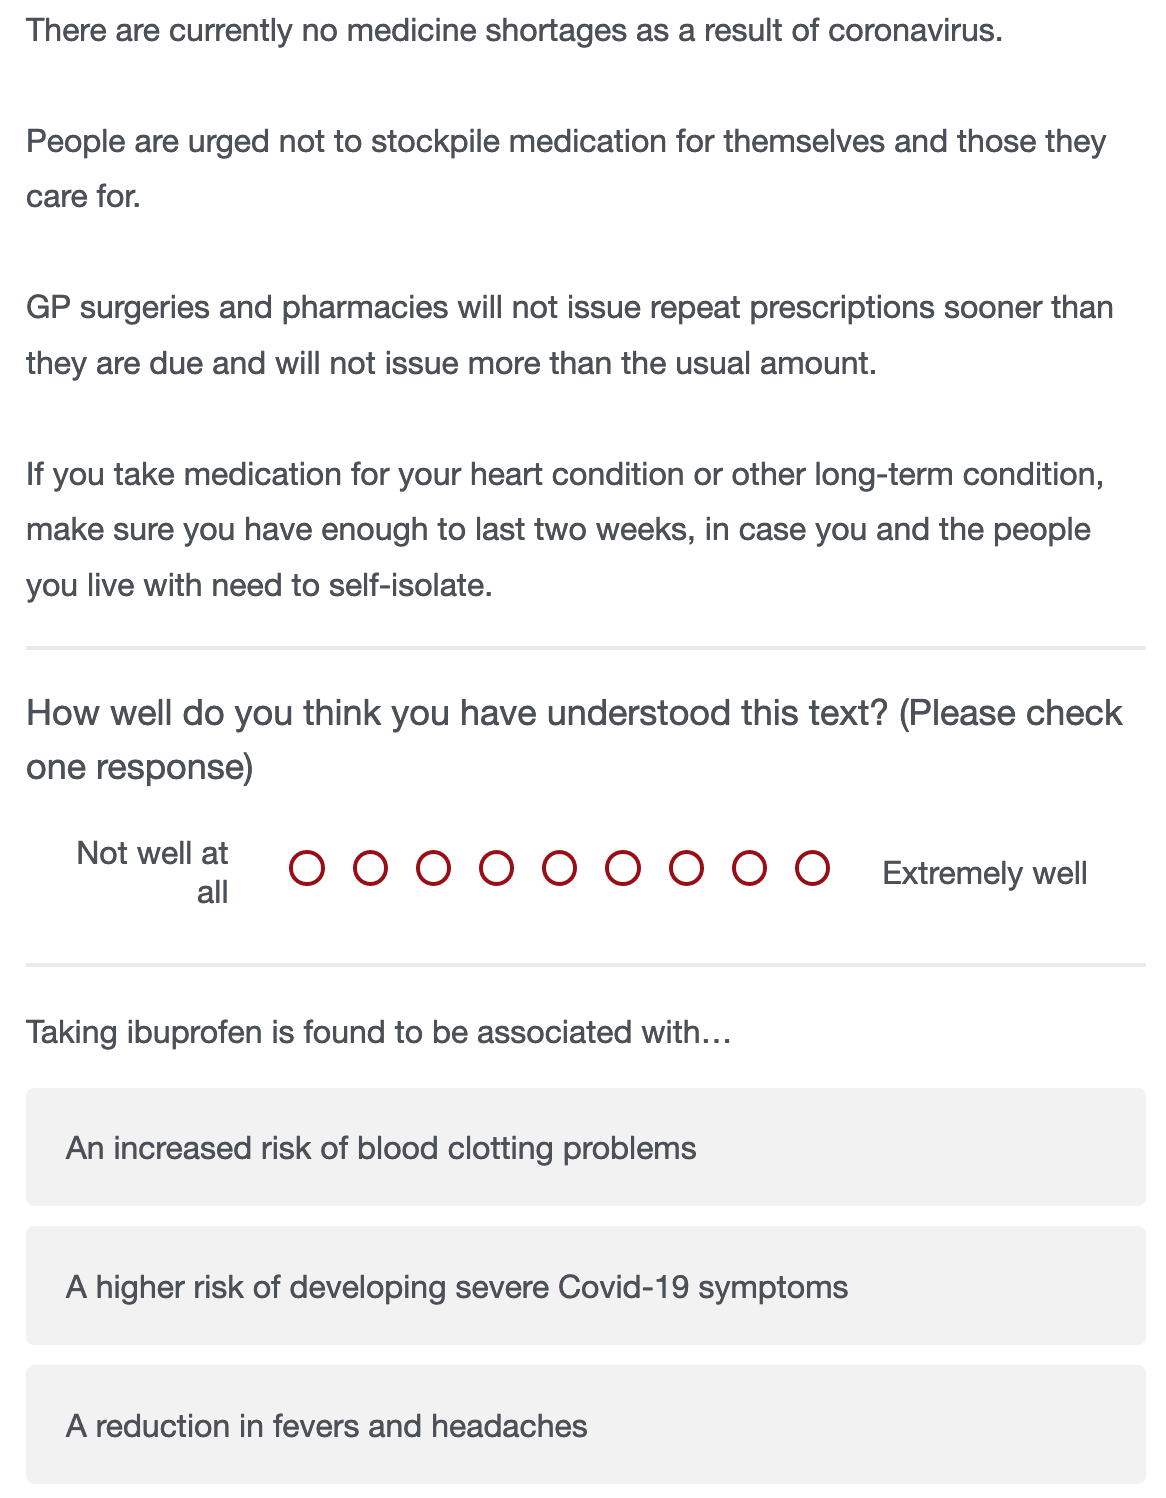 There are currently no medicine shortages as a result of coronavirus.
People are urged not to stockpile medication for themselves and those they
care for.
GP surgeries and pharmacies will not issue repeat prescriptions sooner than
they are due and will not issue more than the usual amount.
If you take medication for your heart condition or other long-term condition,
make sure you have enough to last two weeks, in case you and the people
you live with need to self-isolate.
How well do you think you have understood this text? (Please check
one response)
Not well at
all
Extremely well
Taking ibuprofen is found to be associated with…
An increased risk of blood clotting problems
A higher risk of developing severe Covid-19 symptoms
A reduction in fevers and headaches